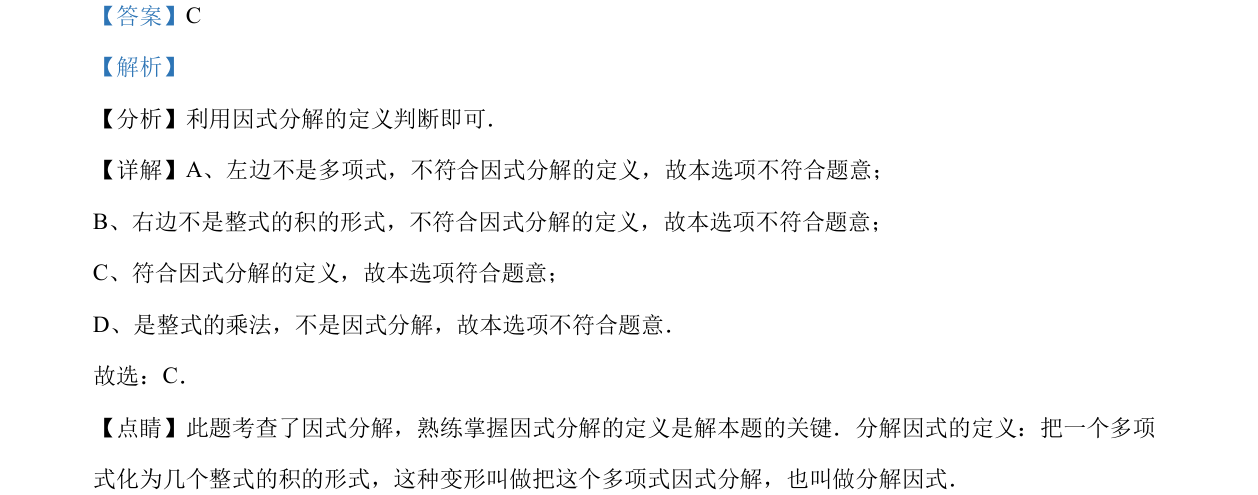 【答案】C
【解析】
【分析】利用因式分解的定义判断即可．
【详解】A、左边不是多项式，不符合因式分解的定义，故本选项不符合题意；
B、右边不是整式的积的形式，不符合因式分解的定义，故本选项不符合题意；
C、符合因式分解的定义，故本选项符合题意；
D、是整式的乘法，不是因式分解，故本选项不符合题意．
故选：C．
【点睛】此题考查了因式分解，熟练掌握因式分解的定义是解本题的关键．分解因式的定义：把一个多项
式化为几个整式的积的形式，这种变形叫做把这个多项式因式分解，也叫做分解因式．